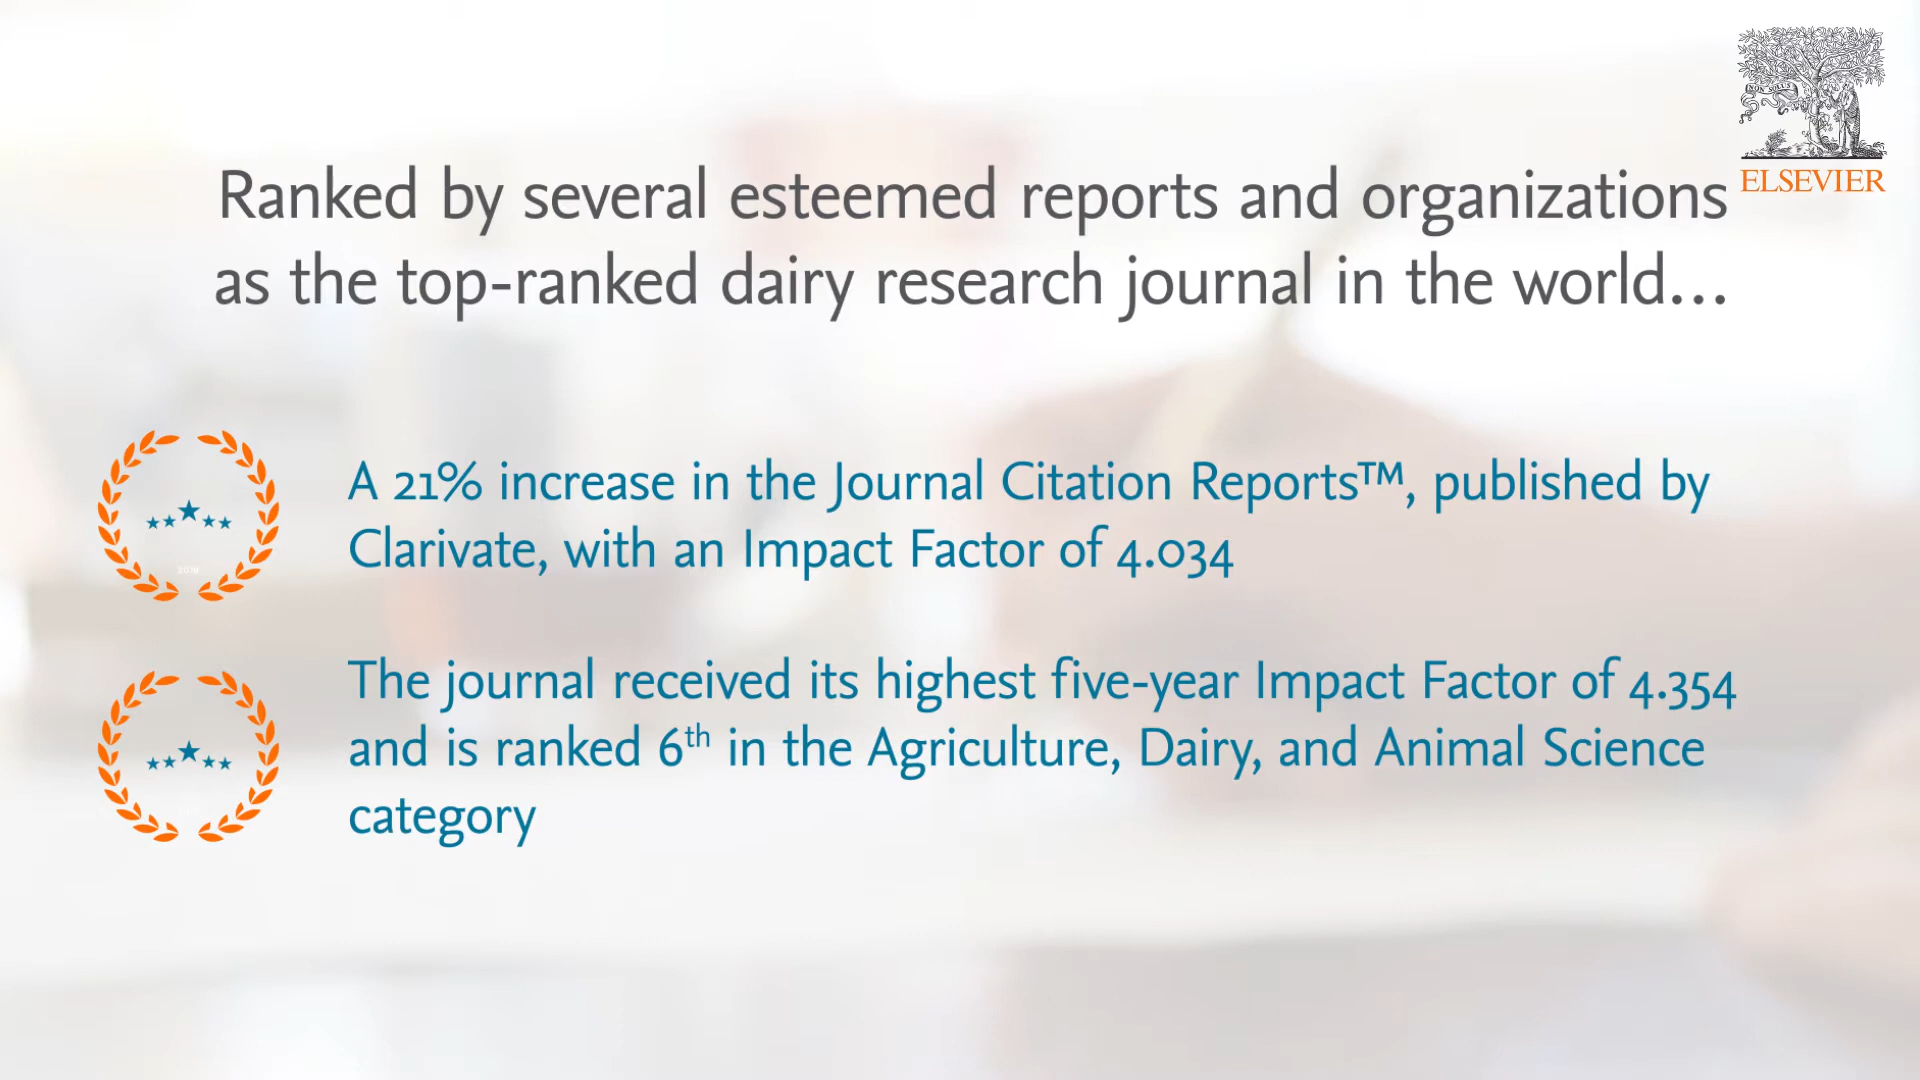 NON SOLUS
ELSEVIER
Ranked by several esteemed reports and organizations
as the top-ranked dairy research journal in the world…
A 21% increase in the Journal Citation Reports™, published by
Clarivate, with an Impact Factor of 4.034
The journal received its highest five-year Impact Factor of 4.354
and is ranked 6th in the Agriculture, Dairy, and Animal Science
category